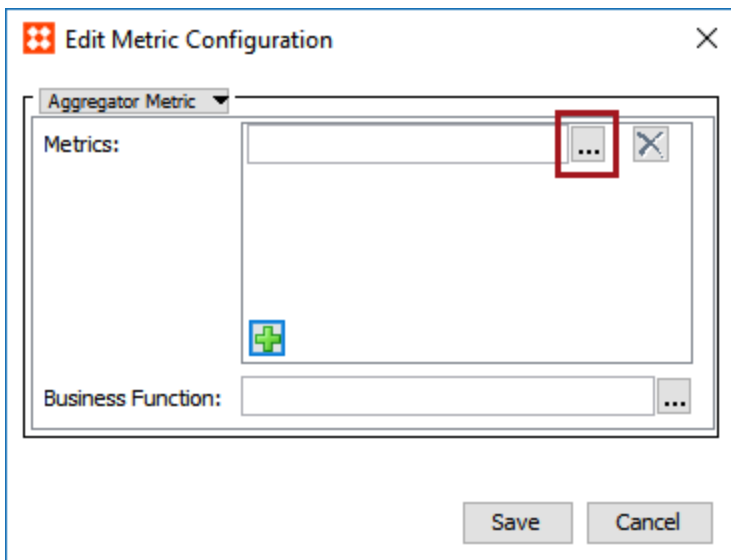 Edit Metric Configuration
Aggregator Metric
Metrics:
...
Business Function:
...
Save
Cancel